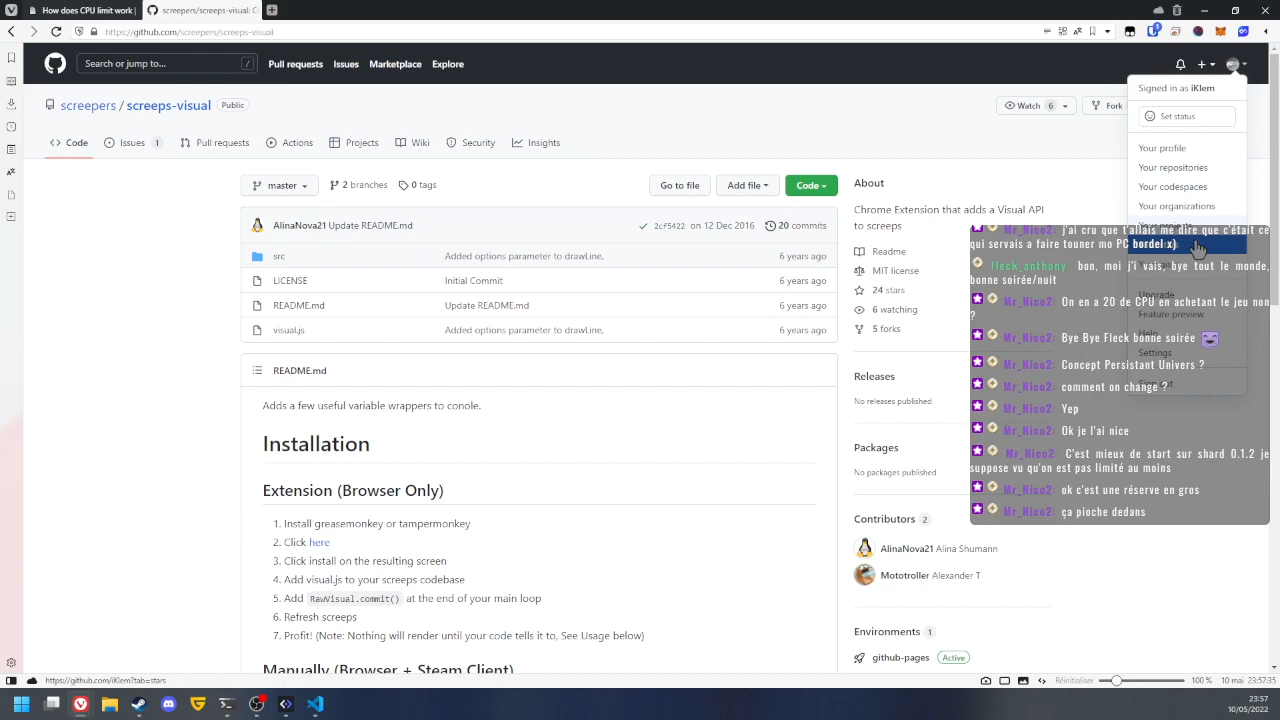 How does CPU limit work |
screepers/screeps-visual: C
https://github.com/screepers/screeps-visual
Search or jump to...
/
Pull requests
Issues
Marketplace
Explore
screepers / screeps-visual
Public
Watch 6
Fork
Signed in as iKlem
Set status
Your profile
Your repositories
Your codespaces
Your organizations
Your projects
Upgrade
Feature preview
Help
Settings
Sign out
Code
Issues 1
Pull requests
Actions
Projects
Wiki
Security
Insights
master
2 branches
0 tags
Go to file
Add file
Code
AlinaNova21 Update README.md
2cf5422 on 12 Dec 2016
20 commits
src
Added options parameter to drawLine,
6 years ago
LICENSE
Initial Commit
6 years ago
README.md
Update README.md
6 years ago
visual.js
Added options parameter to drawLine,
6 years ago
README.md
Adds a few useful variable wrappers to conole.
Installation
Extension (Browser Only)
1. Install greasemonkey or tampermonkey
2. Click here
3. Click install on the resulting screen
4. Add visual.js to your screeps codebase
5. Add RawVisual.commit() at the end of your main loop
6. Refresh screeps
7. Profit! (Note: Nothing will render until your code tells it to, See Usage below)
Manually (Browser + Steam Client)
About
Chrome Extension that adds a Visual API
to screeps
Readme
MIT license
24 stars
6 watching
5 forks
Releases
No releases published
Packages
No packages published
Contributors 2
AlinaNova21 Alina Shumann
Mototroller Alexander T
Environments 1
github-pages Active
Mr_Nico2: j'ai cru que t'allais me dire que c'était ce
qui servais a faire touner mo PC bordel x)
fleck_anthony: bon, moi j'i vais, bye tout le monde,
bonne soirée/nuit
Mr_Nico2: On en a 20 de CPU en achetant le jeu non
?
Mr_Nico2: Bye Bye Fleck bonne soirée
Mr_Nico2: Concept Persistant Univers ?
Mr_Nico2: comment on change ?
Mr_Nico2: Yep
Mr_Nico2: Ok je l'ai nice
Mr_Nico2: C'est mieux de start sur shard 0.1.2 je
suppose vu qu'on est pas limité au moins
Mr_Nico2: ok c'est une réserve en gros
Mr_Nico2: ça pioche dedans
https://github.com/iKlem?tab=stars
Réinitialiser
100 %
10 mai 23:57:35
23:57
10/05/2022